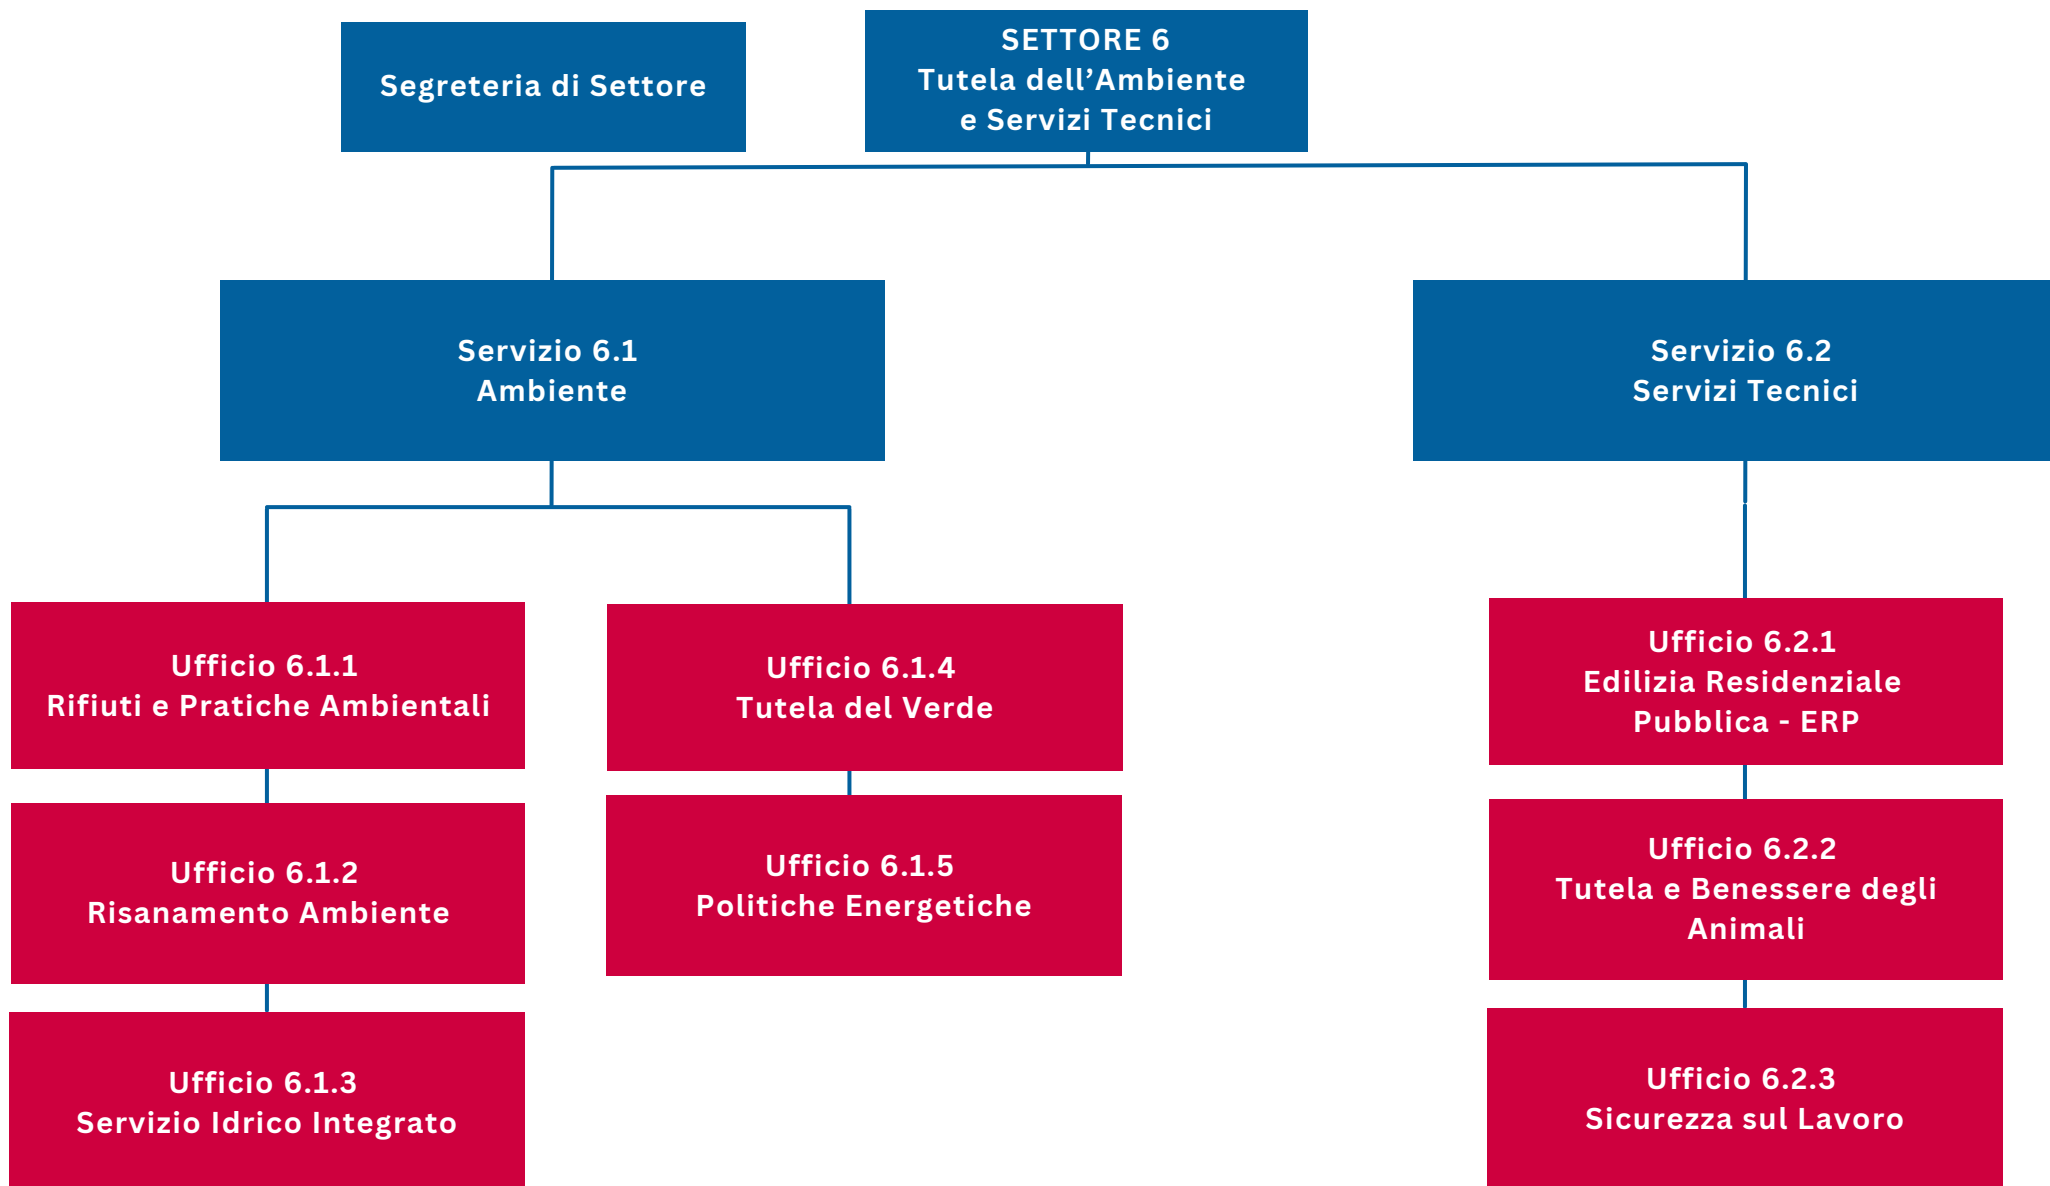 Segreteria di Settore
SETTORE 6
Tutela dell’Ambiente
e Servizi Tecnici
Servizio 6.1
Ambiente
Servizio 6.2
Servizi Tecnici
Ufficio 6.1.1
Rifiuti e Pratiche Ambientali
Ufficio 6.1.4
Tutela del Verde
Ufficio 6.2.1
Edilizia Residenziale
Pubblica - ERP
Ufficio 6.1.2
Risanamento Ambiente
Ufficio 6.1.5
Politiche Energetiche
Ufficio 6.2.2
Tutela e Benessere degli
Animali
Ufficio 6.1.3
Servizio Idrico Integrato
Ufficio 6.2.3
Sicurezza sul Lavoro